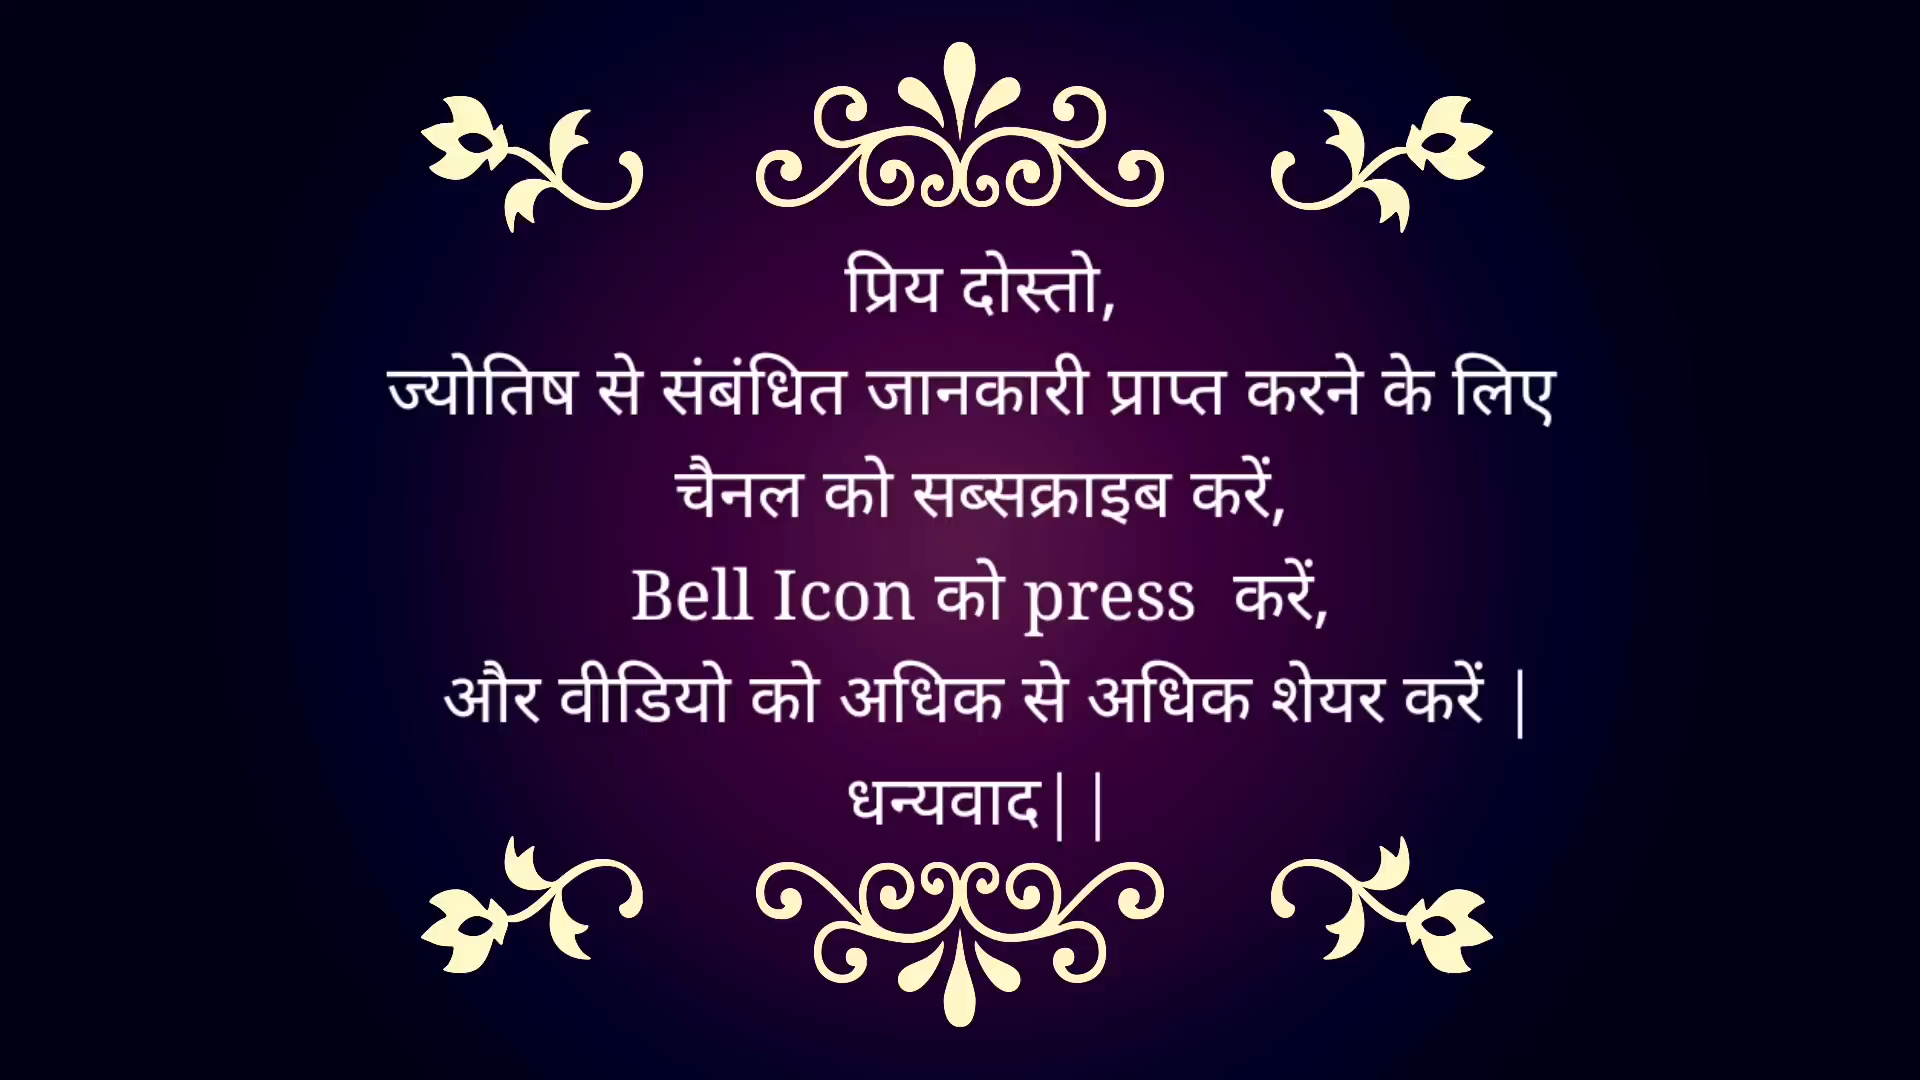 प्रिय दोस्तो,
ज्योतिष से संबंधित जानकारी प्राप्त करने के लिए
चैनल को सब्सक्राइब करें,
Bell Icon को press  करें,
और वीडियो को अधिक से अधिक शेयर करें |
धन्यवाद||